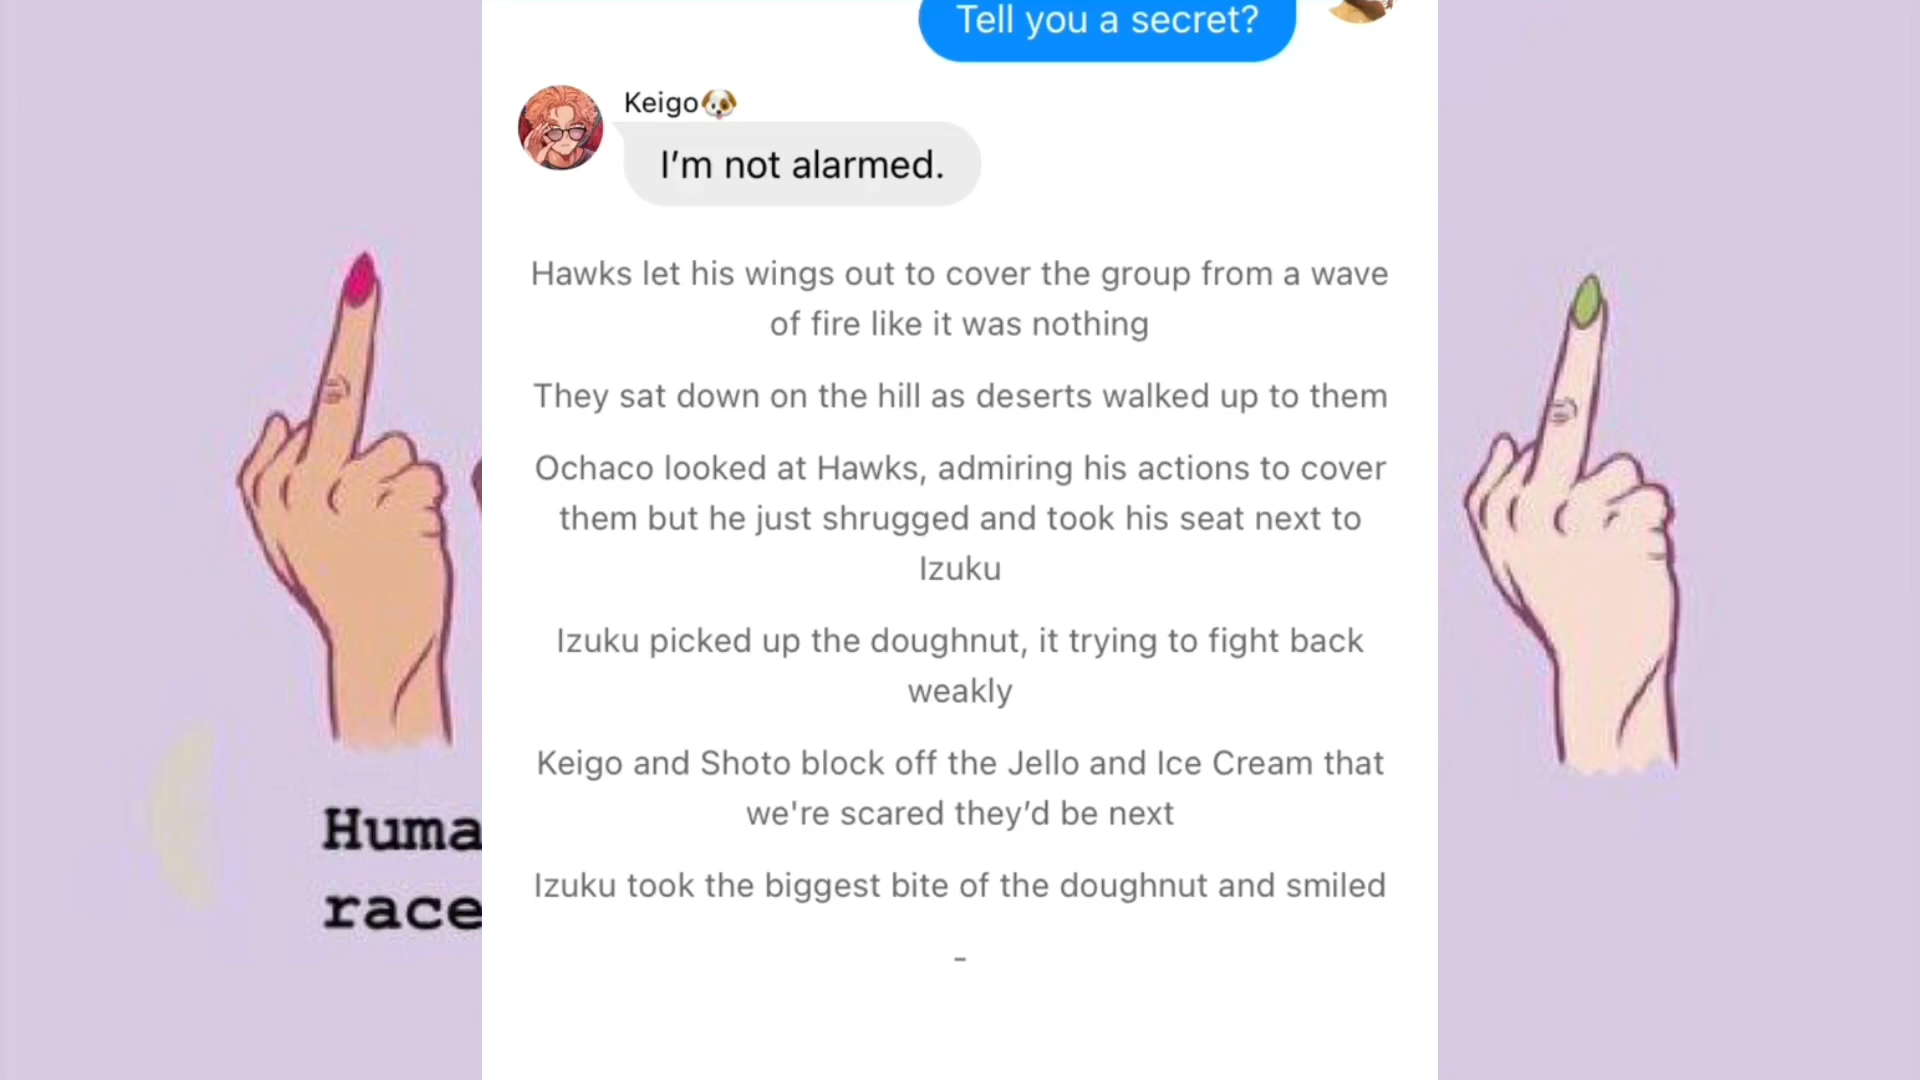 Tell you a secret?
Keigo🐶
I’m not alarmed.
Hawks let his wings out to cover the group from a wave
of fire like it was nothing
They sat down on the hill as deserts walked up to them
Ochaco looked at Hawks, admiring his actions to cover
them but he just shrugged and took his seat next to
Izuku
Izuku picked up the doughnut, it trying to fight back
weakly
Keigo and Shoto block off the Jello and Ice Cream that
we're scared they’d be next
Izuku took the biggest bite of the doughnut and smiled
-
Huma
race